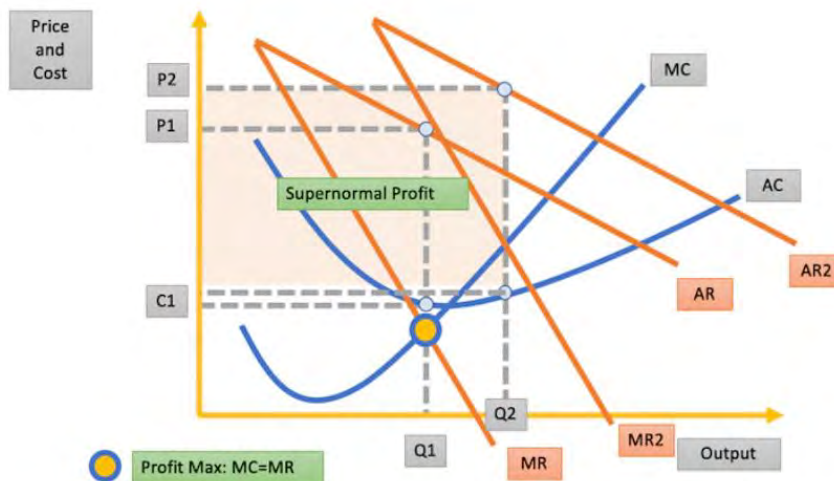 Price
and
Cost
P2
P1
C1
MC
AC
AR2
AR
Supernormal Profit
Q1
Q2
MR
MR2
Output
Profit Max: MC=MR